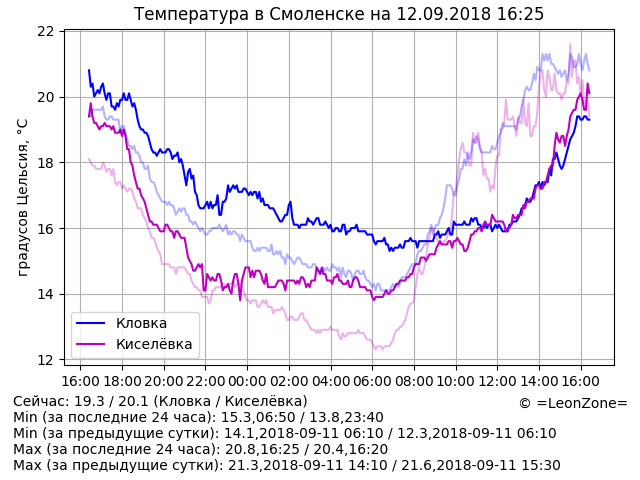 Температура в Смоленске на 12.09.2018 16:25
22
20
18
16
14
12
градусов Цельсия, °C
Кловка
Киселёвка
16:00 18:00 20:00 22:00 00:00 02:00 04:00 06:00 08:00 10:00 12:00 14:00 16:00
Сейчас: 19.3 / 20.1 (Кловка / Киселёвка)
© =LeonZone=
Min (за последние 24 часа): 15.3,06:50 / 13.8,23:40
Min (за предыдущие сутки): 14.1,2018-09-11 06:10 / 12.3,2018-09-11 06:10
Max (за последние 24 часа): 20.8,16:25 / 20.4,16:20
Max (за предыдущие сутки): 21.3,2018-09-11 14:10 / 21.6,2018-09-11 15:30